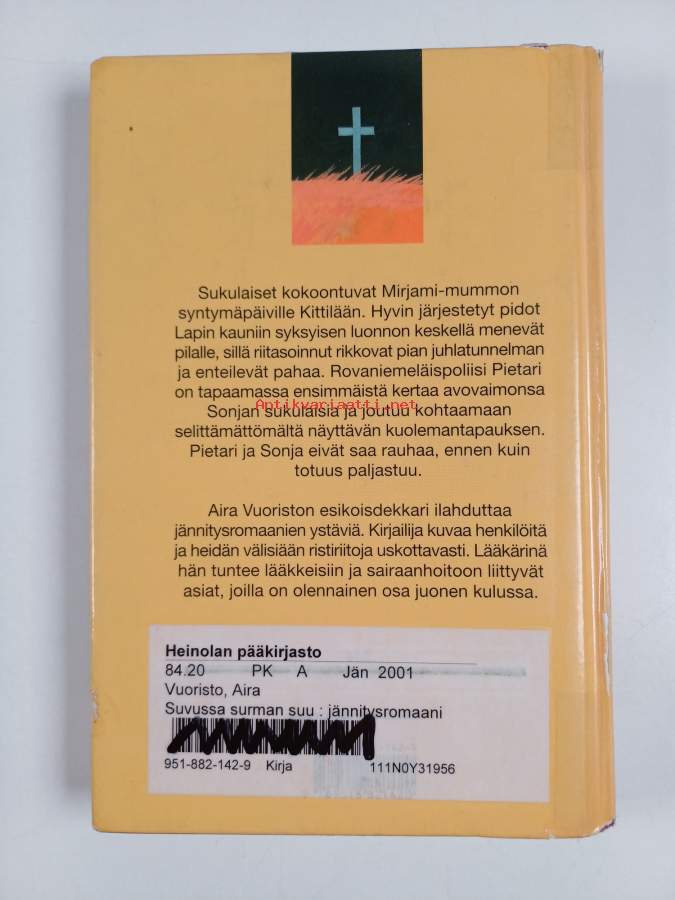 Sukulaiset kokoontuvat Mirjami-mummon
syntymäpäiville Kittilään. Hyvin järjestetyt pidot
Lapin kauniin syksyisen luonnon keskellä menevät
pilalle, sillä riitasoinnut rikkovat pian juhlatunnelman
ja enteilevät pahaa. Rovaniemeläispoliisi Pietari
on tapaamassa ensimmäistä kertaa avovaimonsa
Antikvariaatti.net
Sonjan sukulaisia ja joutuu kohtaamaan
selittämättömältä näyttävän kuolemantapauksen.
Pietari ja Sonja eivät saa rauhaa, ennen kuin
totuus paljastuu.
Aira Vuoriston esikoisdekkari ilahduttaa
jännitysromaanien ystäviä. Kirjailija kuvaa henkilöitä
ja heidän välisiään ristiriitoja uskottavasti. Lääkärinä
hän tuntee lääkkeisiin ja sairaanhoitoon liittyvät
asiat, joilla on olennainen osa juonen kulussa.
Heinolan pääkirjasto
84.20 PK A Jän 2001
Vuoristo, Aira
Suvussa surman suu : jännitysromaani
951-882-142-9 Kirja 111N0Y31956